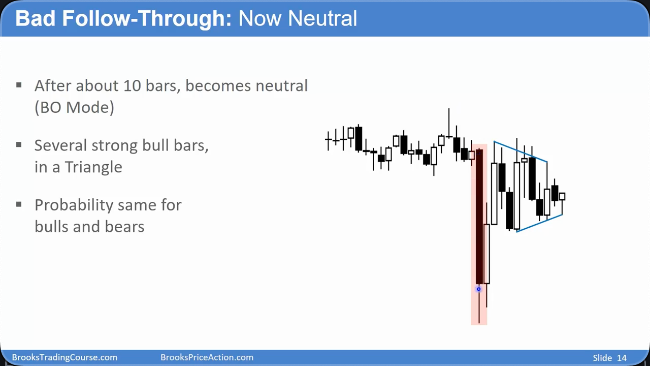 Bad Follow-Through: Now Neutral
▪ After about 10 bars, becomes neutral
(BO Mode)
▪ Several strong bull bars,
in a Triangle
▪ Probability same for
bulls and bears
BrooksTradingCourse.com BrooksPriceAction.com Slide 14